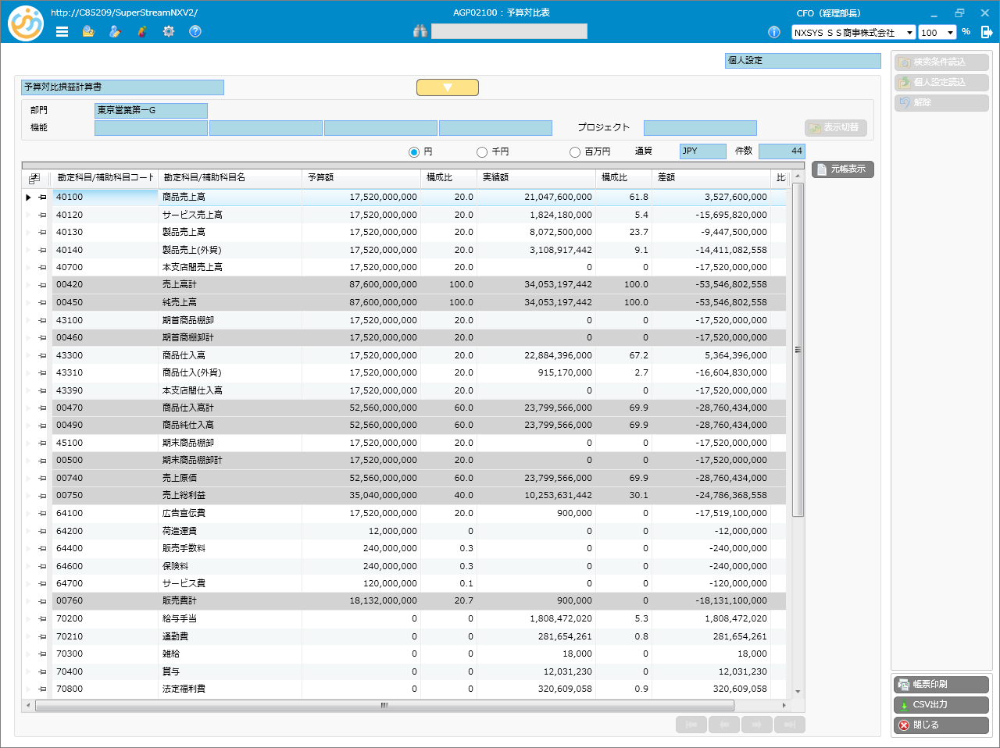 http://C85209/SuperStreamNXV2/
AGP02100：予算対比表
CFO（経理部長）
NXSYS ＳＳ商事株式会社
100
%
個人設定
検索条件読込
個人設定読込
解除
予算対比損益計算書
部門
東京営業第一G
機能
プロジェクト
表示切替
円
千円
百万円
通貨
JPY
件数
44
元帳表示
勘定科目/補助科目コード 勘定科目/補助科目名 予算額 構成比 実績額 構成比 差額
40100 商品売上高 17,520,000,000 20.0 21,047,600,000 61.8 3,527,600,000
40120 サービス売上高 17,520,000,000 20.0 1,824,180,000 5.4 -15,695,820,000
40130 製品売上高 17,520,000,000 20.0 8,072,500,000 23.7 -9,447,500,000
40140 製品売上(外貨) 17,520,000,000 20.0 3,108,917,442 9.1 -14,411,082,558
40700 本支店間売上高 17,520,000,000 20.0 0 0 -17,520,000,000
00420 売上高計 87,600,000,000 100.0 34,053,197,442 100.0 -53,546,802,558
00450 純売上高 87,600,000,000 100.0 34,053,197,442 100.0 -53,546,802,558
43100 期首商品棚卸 17,520,000,000 20.0 0 0 -17,520,000,000
00460 期首商棚卸計 17,520,000,000 20.0 0 0 -17,520,000,000
43300 商品仕入高 17,520,000,000 20.0 22,884,396,000 67.2 5,364,396,000
43310 商品仕入(外貨) 17,520,000,000 20.0 915,170,000 2.7 -16,604,830,000
43390 本支店間仕入高 17,520,000,000 20.0 0 0 -17,520,000,000
00470 商品仕入高計 52,560,000,000 60.0 23,799,566,000 69.9 -28,760,434,000
00490 商品純仕入高 52,560,000,000 60.0 23,799,566,000 69.9 -28,760,434,000
45100 期末商品棚卸 17,520,000,000 20.0 0 0 -17,520,000,000
00500 期末商品棚卸計 17,520,000,000 20.0 0 0 -17,520,000,000
00740 売上原価 52,560,000,000 60.0 23,799,566,000 69.9 -28,760,434,000
00750 売上総利益 35,040,000,000 40.0 10,253,631,442 30.1 -24,786,368,558
64100 広告宣伝費 17,520,000,000 20.0 900,000 0 -17,519,100,000
64200 荷造運賃 12,000,000 0 0 0 -12,000,000
64400 販売手数料 240,000,000 0.3 0 0 -240,000,000
64600 保険料 240,000,000 0.3 0 0 -240,000,000
64700 サービス費 120,000,000 0.1 0 0 -120,000,000
00760 販売費計 18,132,000,000 20.7 900,000 0 -18,131,100,000
70200 給与手当 0 0 1,808,472,020 5.3 1,808,472,020
70210 通勤費 0 0 281,654,261 0.8 281,654,261
70300 雑給 0 0 18,000 0 18,000
70400 賞与 0 0 12,031,230 0 12,031,230
70800 法定福利費 0 0 320,609,058 0.9 320,609,058
帳票印刷
CSV出力
閉じる